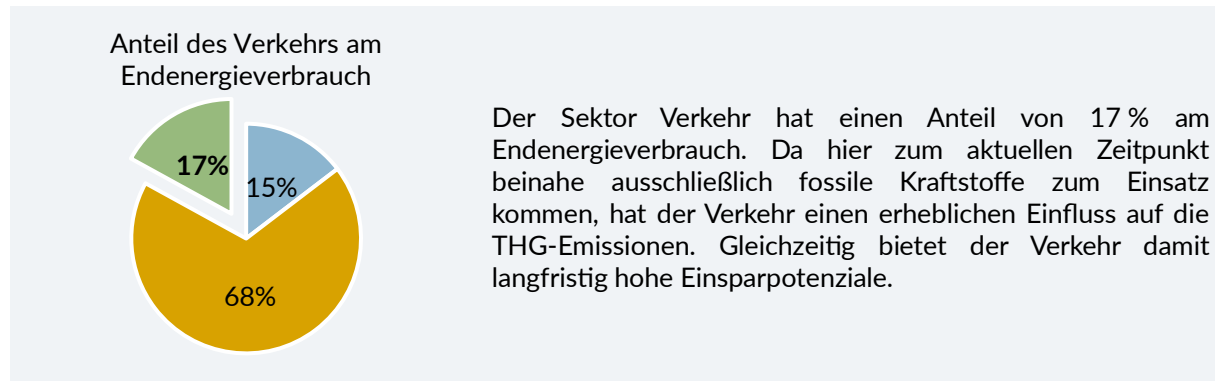 Anteil des Verkehrs am
Endenergieverbrauch
17%
15%
68%
Der Sektor Verkehr hat einen Anteil von 17 % am
Endenergieverbrauch. Da hier zum aktuellen Zeitpunkt
beinahe ausschließlich fossile Kraftstoffe zum Einsatz
kommen, hat der Verkehr einen erheblichen Einfluss auf die
THG-Emissionen. Gleichzeitig bietet der Verkehr damit
langfristig hohe Einsparpotenziale.